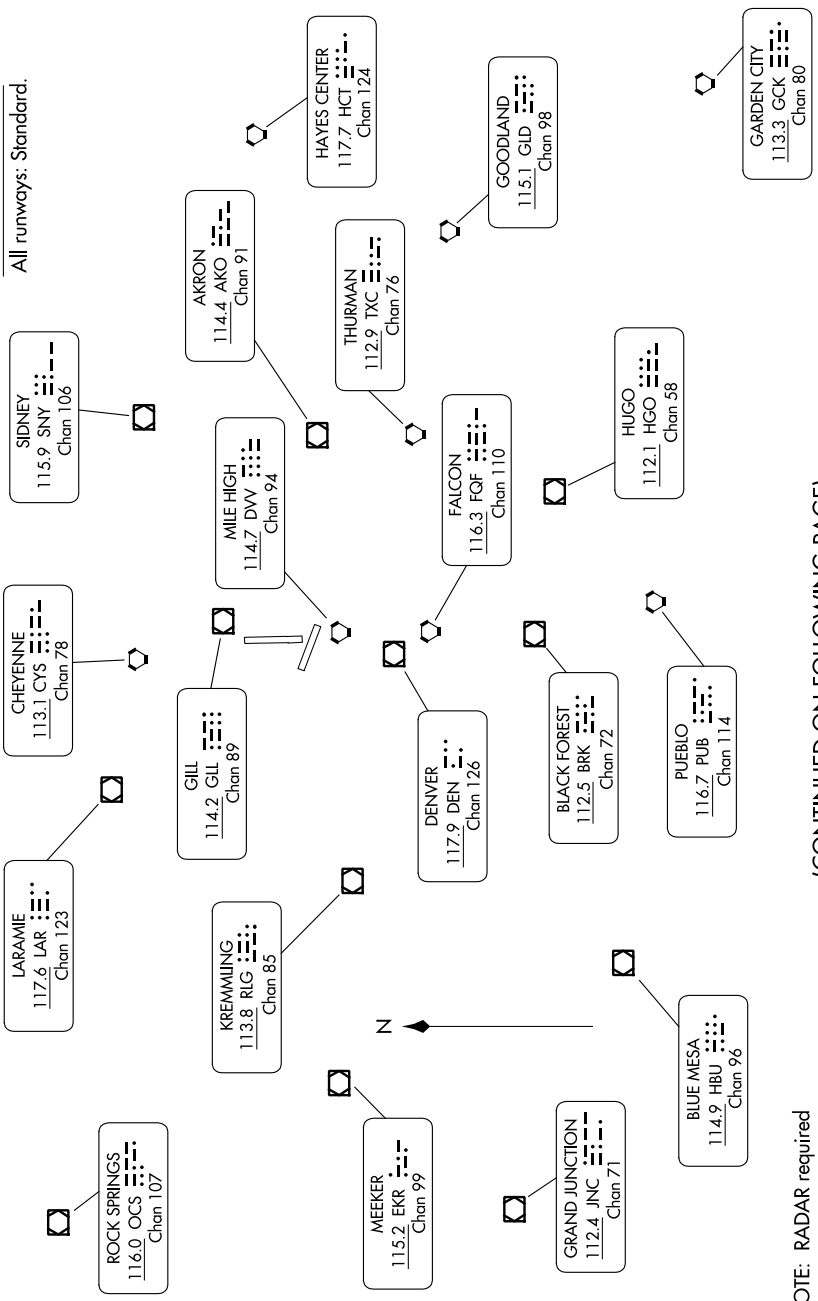 All runways: Standard.
SIDNEY
115.9 SNY
Chan 106
CHEYENNE
113.1 CYS
Chan 78
LARAMIE
117.6 LAR
Chan 123
ROCK SPRINGS
116.0 OCS
Chan 107
HAYES CENTER
117.7 HCT
Chan 124
AKRON
114.4 AKO
Chan 91
MILE HIGH
114.7 DVV
Chan 94
GILL
114.2 GLL
Chan 89
KREMMLING
113.8 RLG
Chan 85
THURMAN
112.9 TXC
Chan 76
GOODLAND
115.1 GLD
Chan 98
FALCON
116.3 FQF
Chan 110
DENVER
117.9 DEN
Chan 126
N
MEEKER
115.2 EKR
Chan 99
HUGO
112.1 HGO
Chan 58
BLACK FOREST
112.5 BRK
Chan 72
GRAND JUNCTION
112.4 JNC
Chan 71
GARDEN CITY
113.3 GCK
Chan 80
PUEBLO
116.7 PUB
Chan 114
BLUE MESA
114.9 HBU
Chan 96
OTE: RADAR required
(CONTINUED ON FOLLOWING PAGE)